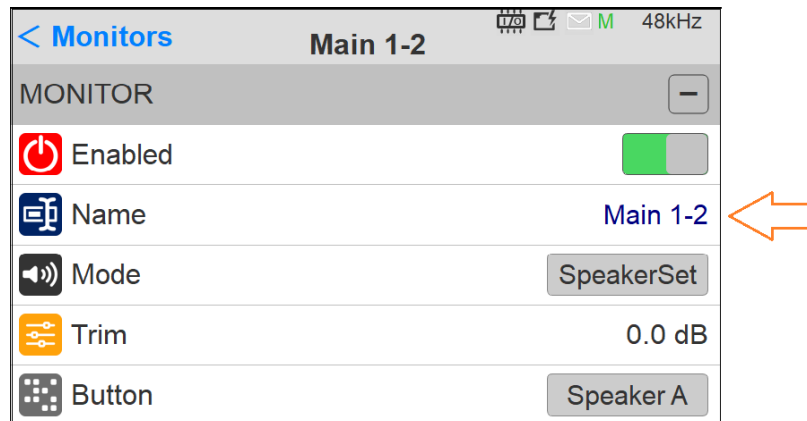 < Monitors
Main 1-2
I/O
M 48kHz
MONITOR
Enabled
Name Main 1-2
Mode SpeakerSet
Trim 0.0 dB
Button Speaker A